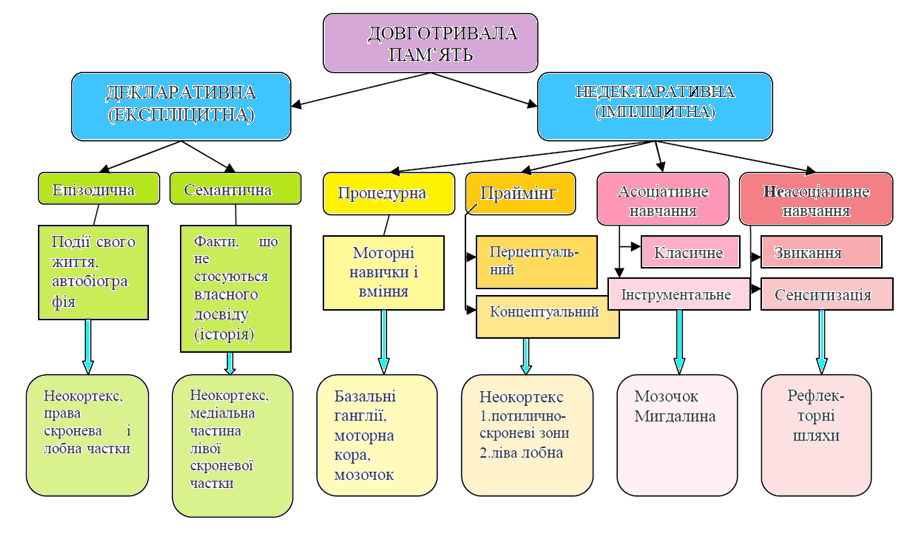 ДОВГОТРИВАЛА
ПАМ’ЯТЬ
ДЕКЛАРАТИВНА
(ЕКСПЛІЦИТНА)
НЕДЕКЛАРАТИВНА
(ІМПЛІЦИТНА)
Епізодична
Семантична
Процедурна
Праймінг
Асоціативне
навчання
Неасоціативне
навчання
Події свого
життя,
автобіогра
фія
Факти, що
не
стосуються
власного
досвіду
(історія)
Моторні
навички і
вміння
Перцептуаль-
ний
Концептуальний
Класичне
Інструментальне
Звикання
Сенситизація
Неокортекс,
права
скронева і
лобна частки
Неокортекс,
медіальна
частина
лівої
скроневої
частки
Базальні
ганглії,
моторна
кора,
мозочок
Неокортекс
1.потилично-
скроневі зони
2.ліва лобна
Мозочок
Мигдалина
Рефлек-
торні
шляхи